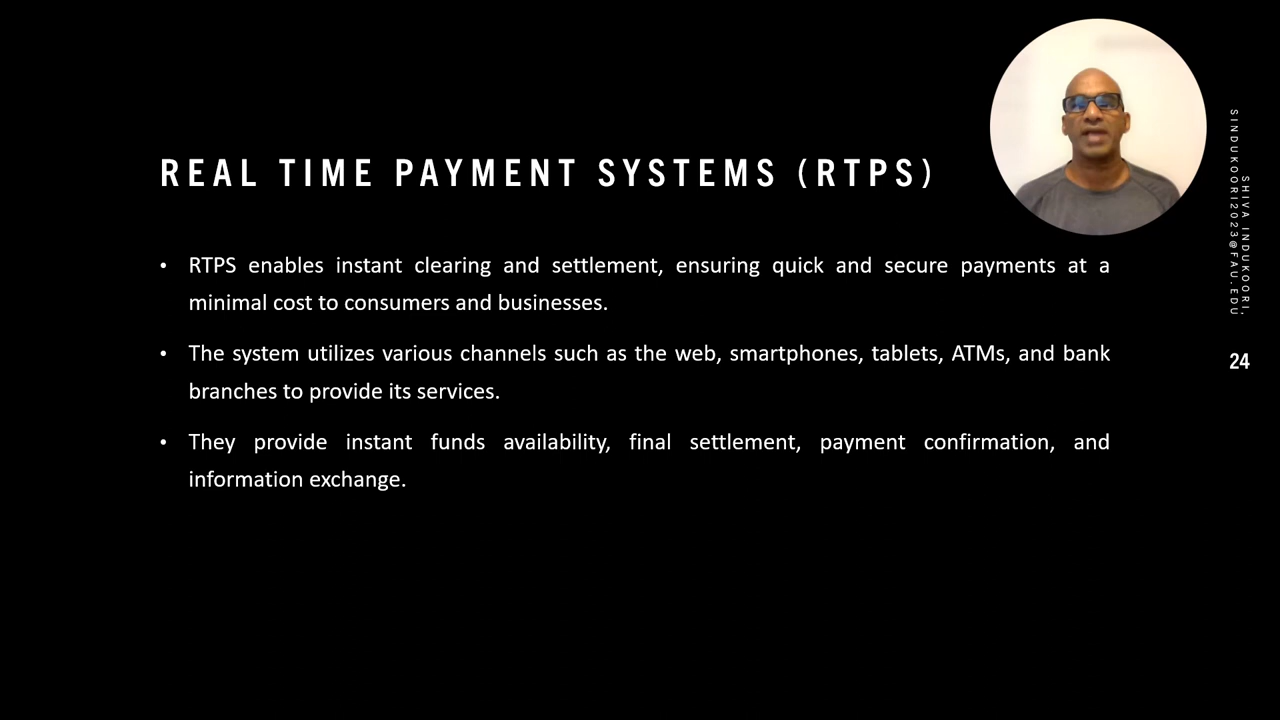 REAL TIME PAYMENT SYSTEMS (RTPS)
• RTPS enables instant clearing and settlement, ensuring quick and secure payments at a
minimal cost to consumers and businesses.
• The system utilizes various channels such as the web, smartphones, tablets, ATMs, and bank
branches to provide its services.
• They provide instant funds availability, final settlement, payment confirmation, and
information exchange.
SHIVA INDUKOORI,
SINDUKOORI2023@FAU.EDU
24